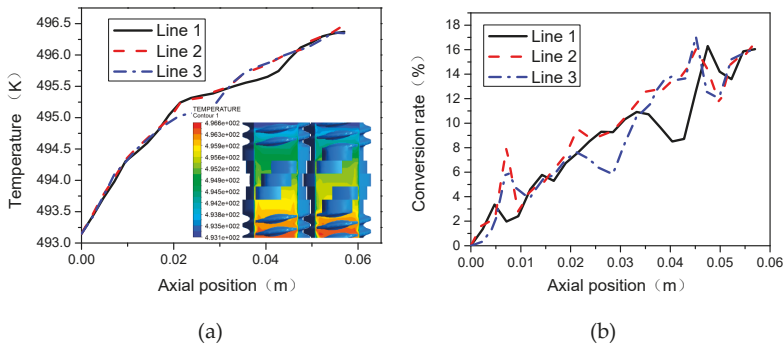 (a)
Temperature（K）
496.5
496.0
495.5
495.0
494.5
494.0
493.5
493.0
0.00
0.02
0.04
0.06
Axial position（m）
Line 1
Line 2
Line 3
TEMPERATURE
Contour 1
4.966e+002
4.962e+002
4.959e+002
4.956e+002
4.952e+002
4.949e+002
4.945e+002
4.942e+002
4.938e+002
4.935e+002
4.931e+002
(b)
Conversion rate（%）
18
16
14
12
10
8
6
4
2
0
0.00
0.01
0.02
0.03
0.04
0.05
0.06
0.07
Axial position（m）
Line 1
Line 2
Line 3
(a)
(b)